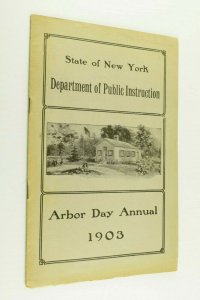 State of New York
Department of Public Instruction
Arbor Day Annual
1903